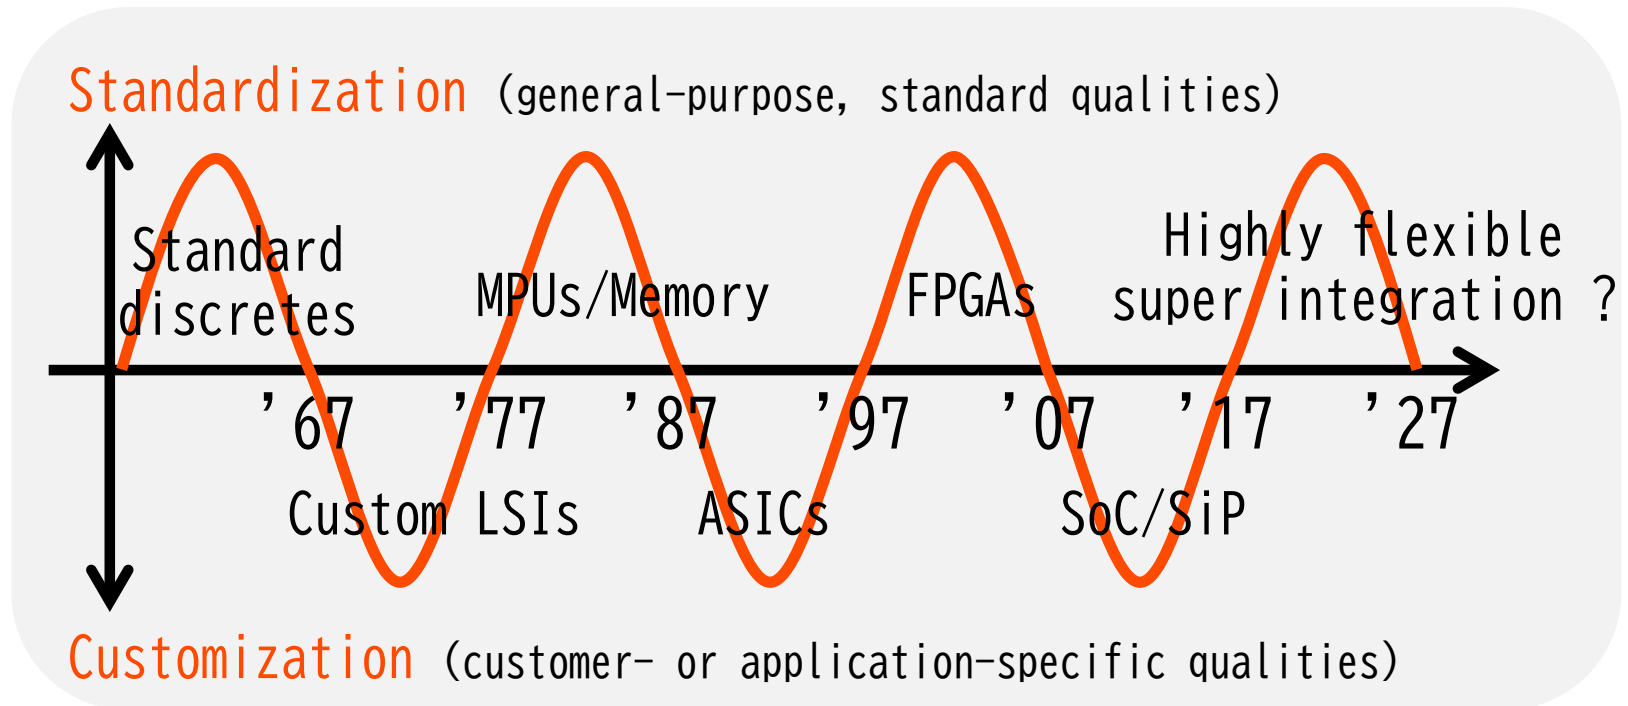 Standardization (general-purpose, standard qualities)
Standard
discretes
MPUs/Memory
FPGAs
Highly flexible
super integration ?
'67
'77
'87
'97
'07
'17
'27
Custom LSIs
ASICs
SoC/SiP
Customization (customer- or application-specific qualities)